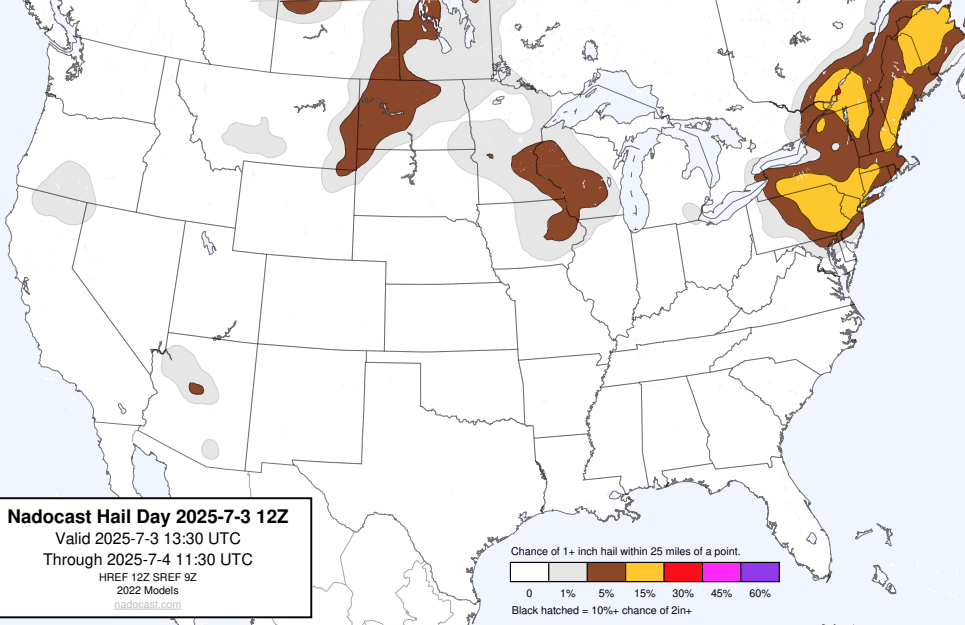 Nadocast Hail Day 2025-7-3 12Z
Valid 2025-7-3 13:30 UTC
Through 2025-7-4 11:30 UTC
HREF 12Z SREF 9Z
2022 Models
nadocast.com
Chance of 1+ inch hail within 25 miles of a point.
0 1% 5% 15% 30% 45% 60%
Black hatched = 10%+ chance of 2in+